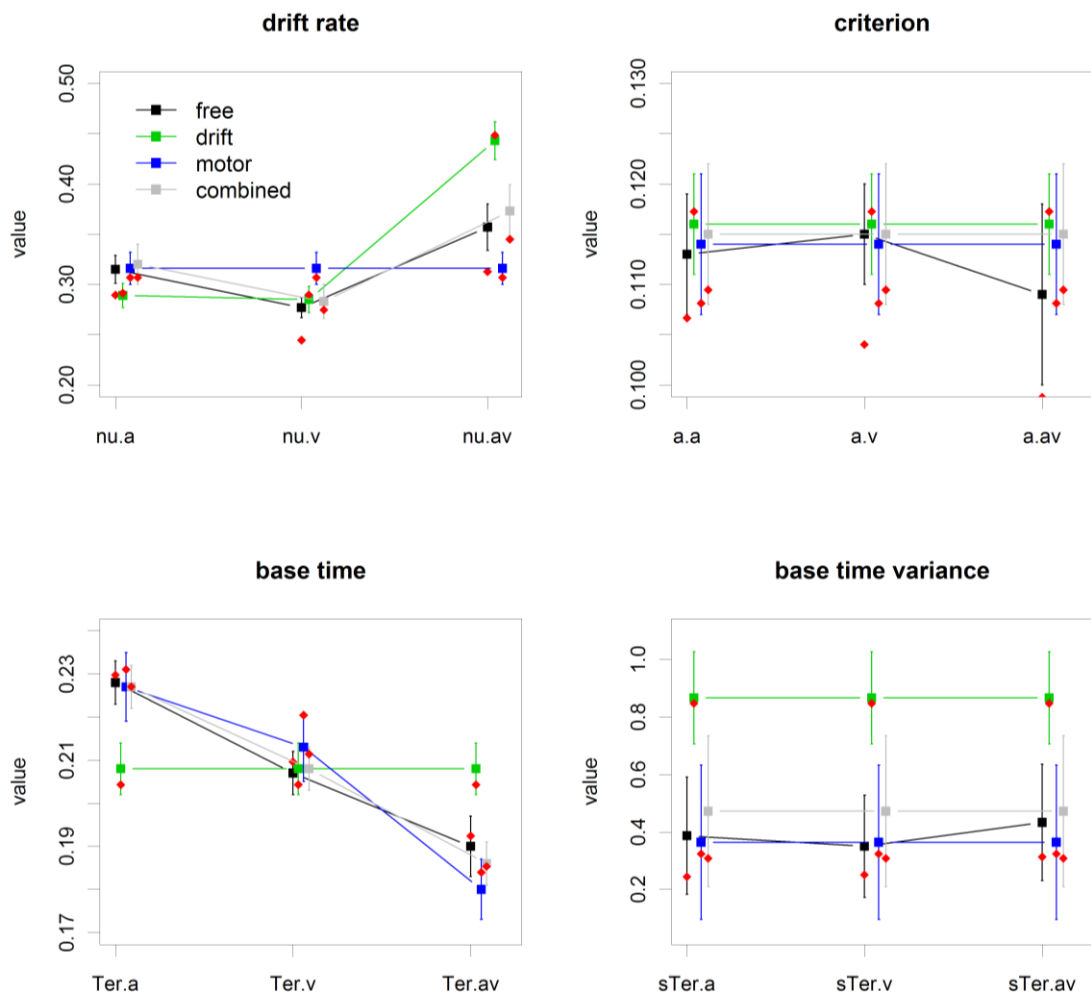 drift rate
value
0.20 0.30 0.40 0.50
free
drift
motor
combined
nu.a nu.v nu.av
criterion
value
0.100 0.110 0.120 0.130
a.a a.v a.av
base time
value
0.17 0.19 0.21 0.23
Ter.a Ter.v Ter.av
base time variance
value
0.2 0.4 0.6 0.8 1.0
sTer.a sTer.v sTer.av